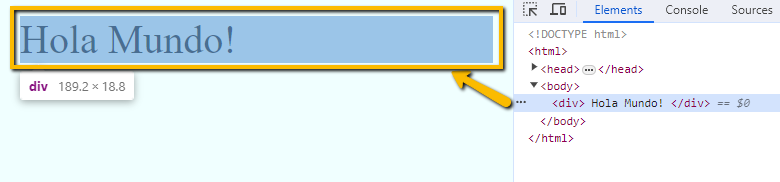 Hola Mundo!
div 189.2 × 18.8
Elements Console Sources
<!DOCTYPE html>
<html>
<head> ... </head>
<body>
... <div> Hola Mundo! </div> == $0
</body>
</html>